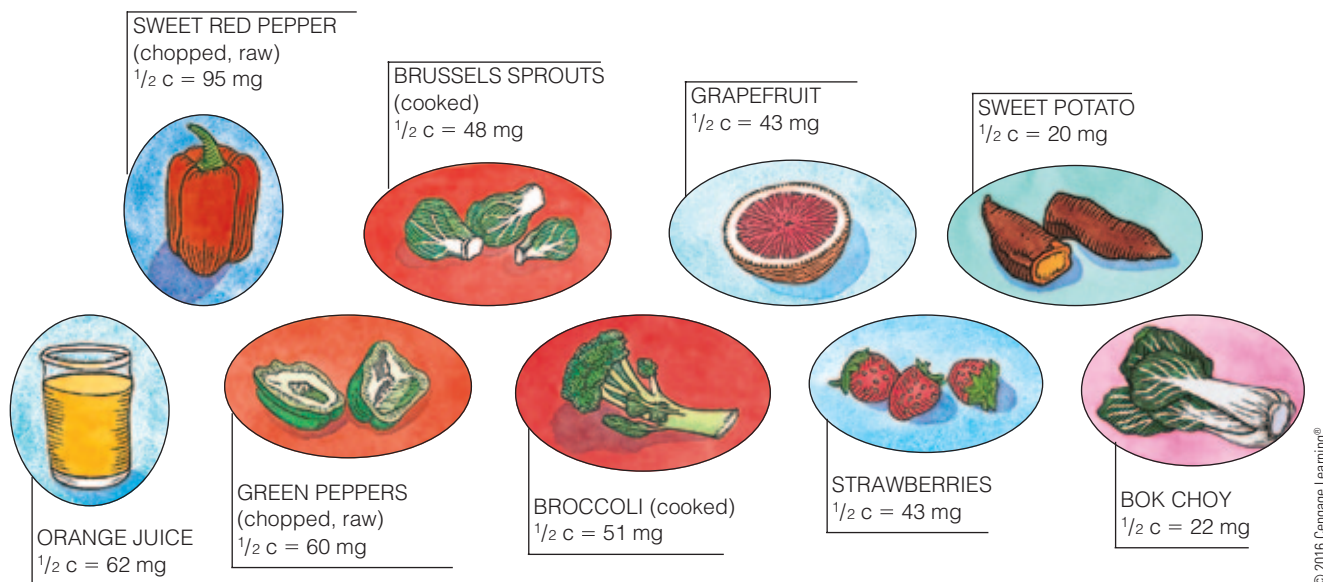 SWEET RED PEPPER
(chopped, raw)
1/2 c = 95 mg
BRUSSELS SPROUTS
(cooked)
1/2 c = 48 mg
GRAPEFRUIT
1/2 c = 43 mg
SWEET POTATO
1/2 c = 20 mg
ORANGE JUICE
1/2 c = 62 mg
GREEN PEPPERS
(chopped, raw)
1/2 c = 60 mg
BROCCOLI (cooked)
1/2 c = 51 mg
STRAWBERRIES
1/2 c = 43 mg
BOK CHOY
1/2 c = 22 mg
© 2016 Cengage Learning®